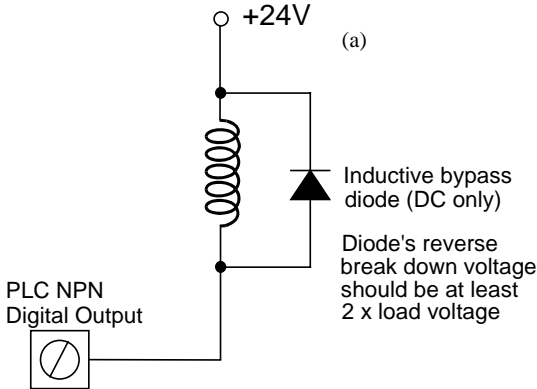 +24V
(a)
Inductive bypass
diode (DC only)
Diode's reverse
break down voltage
should be at least
2 x load voltage
PLC NPN
Digital Output